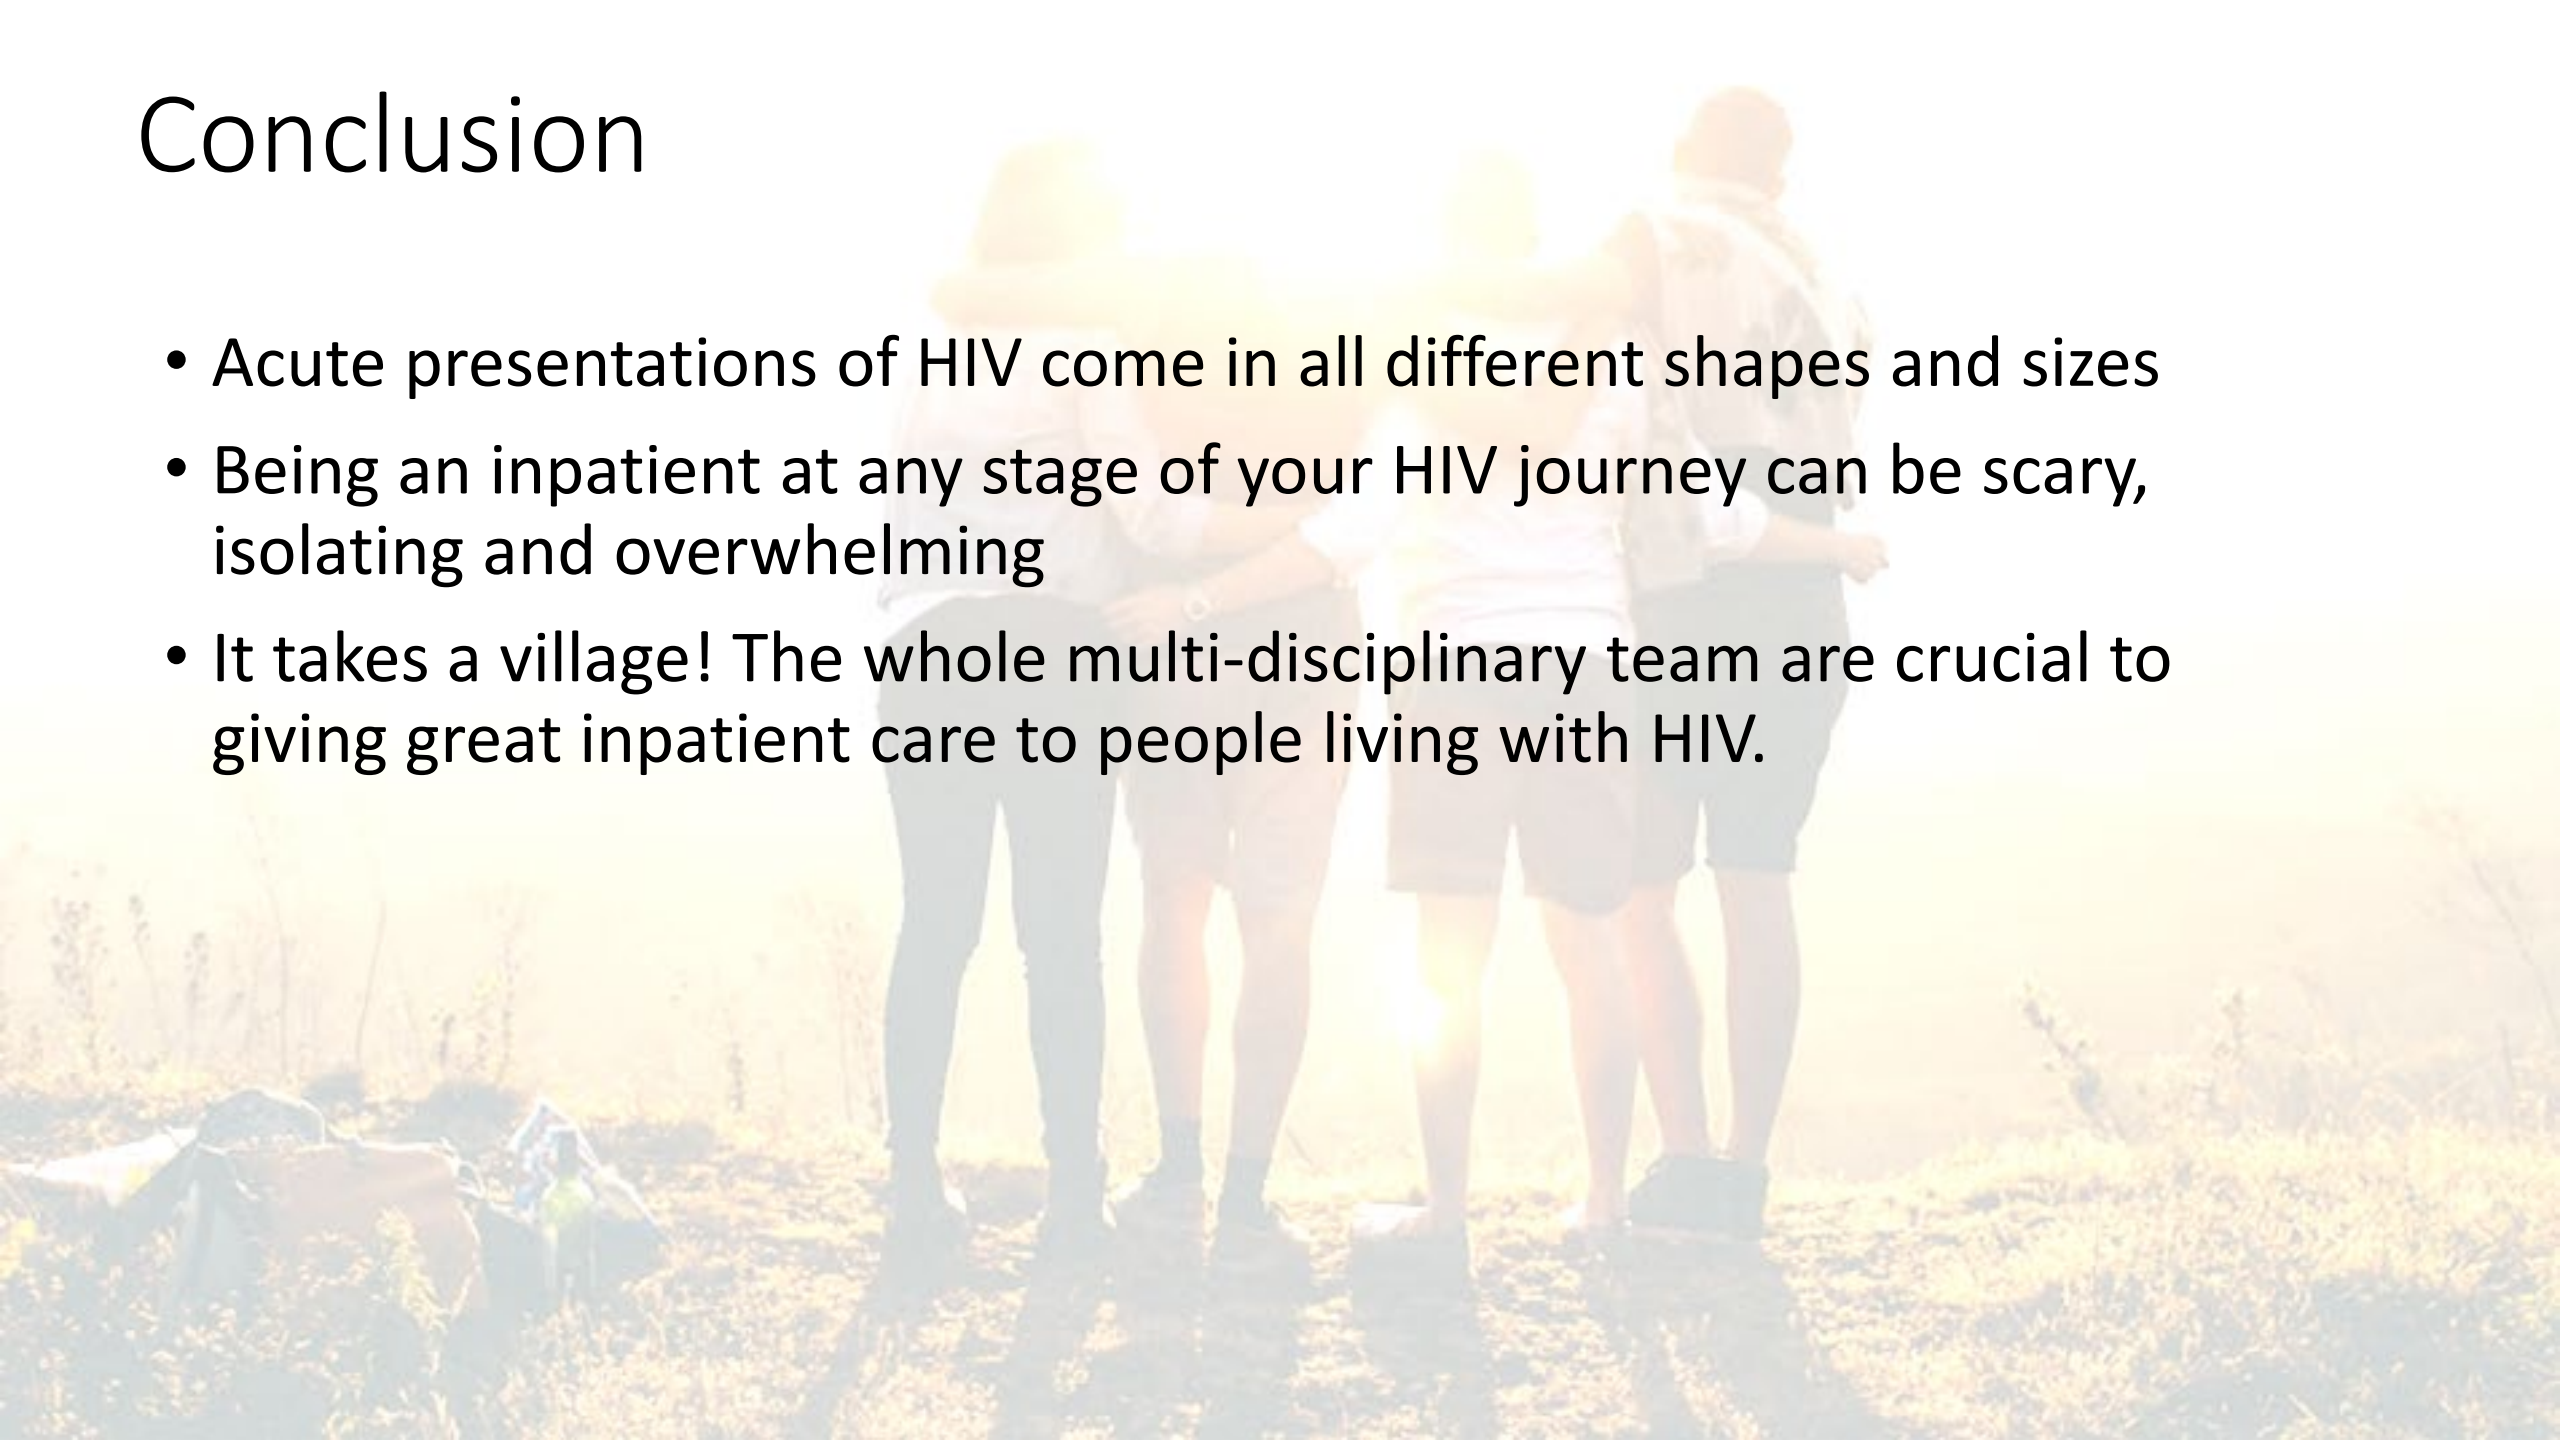 Conclusion
• Acute presentations of HIV come in all different shapes and sizes
• Being an inpatient at any stage of your HIV journey can be scary,
isolating and overwhelming
• It takes a village! The whole multi-disciplinary team are crucial to
giving great inpatient care to people living with HIV.